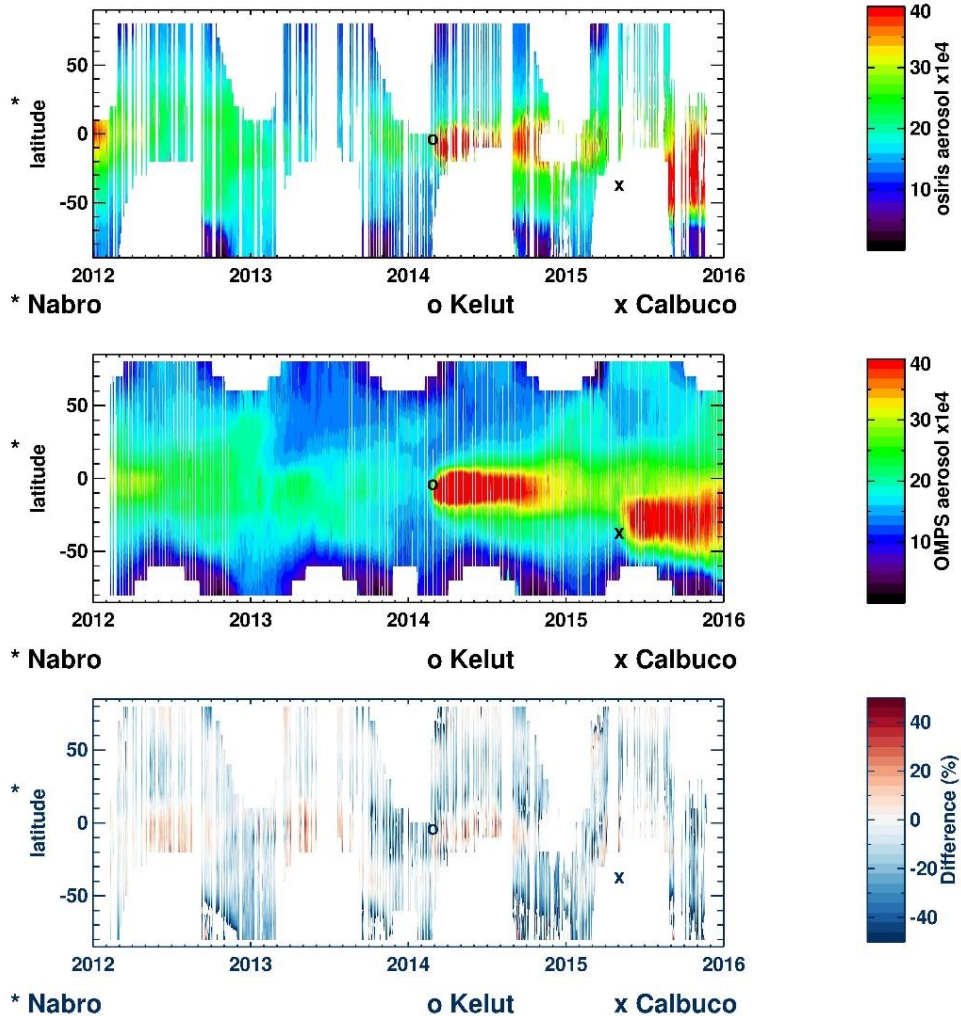 50
0
-50
* latitude
2012 2013 2014 2015 2016
* Nabro o Kelut x Calbuco
o
x
40
30
20
10
osiris aerosol x1e4
50
0
-50
* latitude
2012 2013 2014 2015 2016
* Nabro o Kelut x Calbuco
o
x
40
30
20
10
OMPS aerosol x1e4
50
0
-50
* latitude
2012 2013 2014 2015 2016
* Nabro o Kelut x Calbuco
o
x
40
20
0
-20
-40
Difference (%)